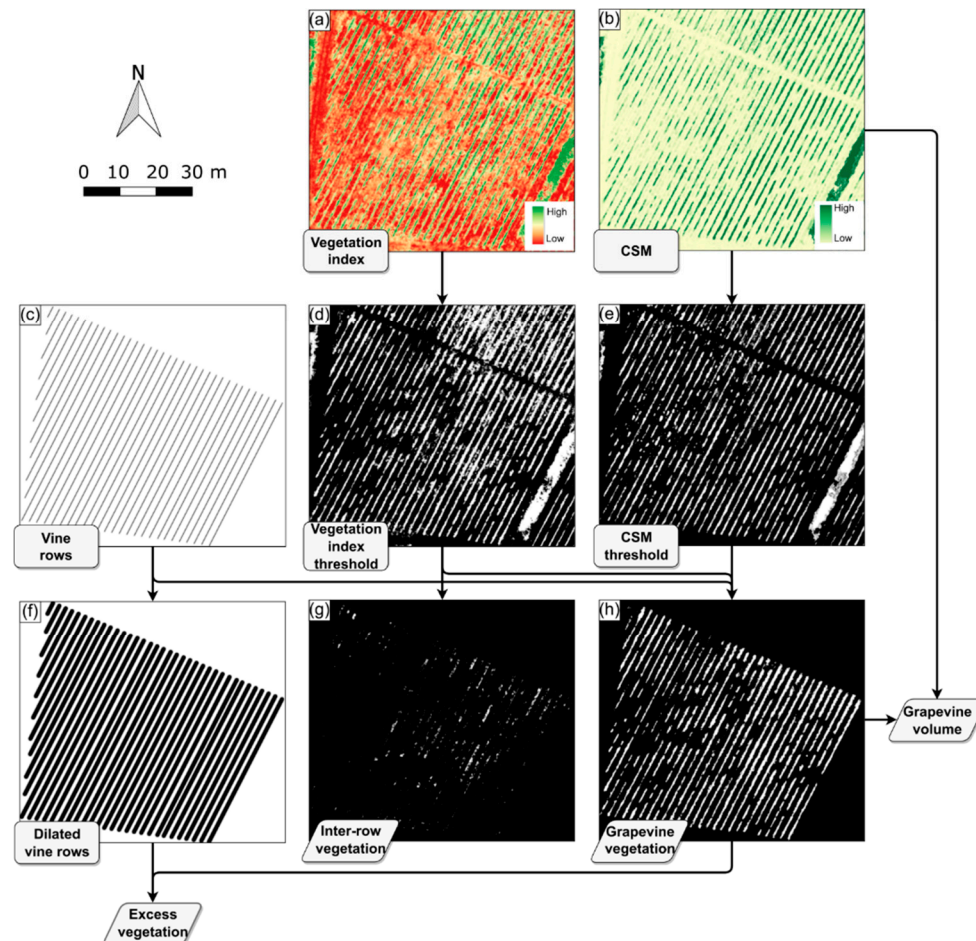 (a)
(b)
N
0 10 20 30 m
High
Low
High
Low
Vegetation
index
CSM
(c)
(d)
(e)
Vine
rows
Vegetation
index
threshold
CSM
threshold
(f)
(g)
(h)
Grapevine
volume
Dilated
vine rows
Inter-row
vegetation
Grapevine
vegetation
Excess
vegetation